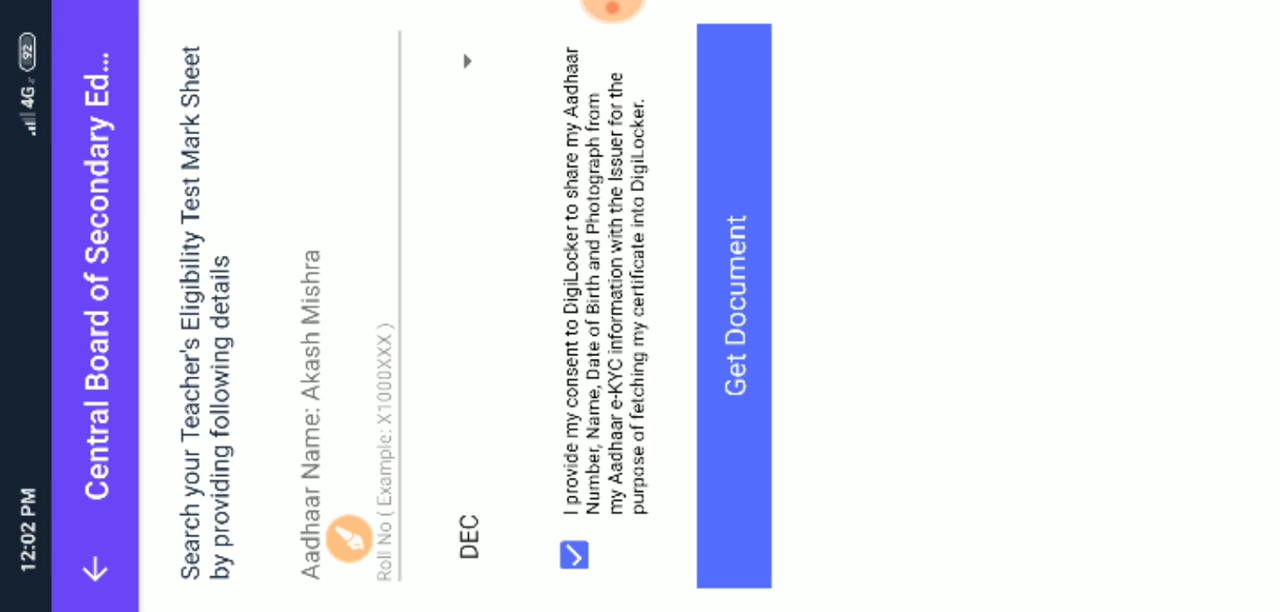 12:02 PM 4G 92
Central Board of Secondary Ed...
Search your Teacher's Eligibility Test Mark Sheet
by providing following details
Aadhaar Name: Akash Mishra
Roll No ( Example: X1000XXX )
DEC
I provide my consent to DigiLocker to share my Aadhaar
Number, Name, Date of Birth and Photograph from
my Aadhaar e-KYC information with the Issuer for the
purpose of fetching my certificate into DigiLocker.
Get Document